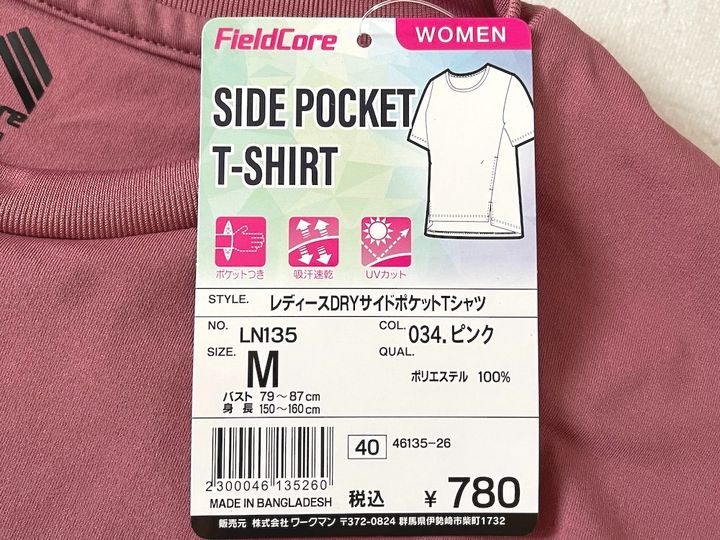 FieldCore
WOMEN
SIDE POCKET
T-SHIRT
ポケットつき
吸汗速乾
UVカット
STYLE. レディースDRYサイドポケットTシャツ
NO. LN135
COL. 034.ピンク
SIZE. M
QUAL.
ポリエステル 100%
バスト 79～87cm
身長 150～160cm
40 46135-26
2300046 135260
MADE IN BANGLADESH
税込 ¥780
販売元 株式会社 ワークマン 〒372-0824 群馬県伊勢崎市柴町1732